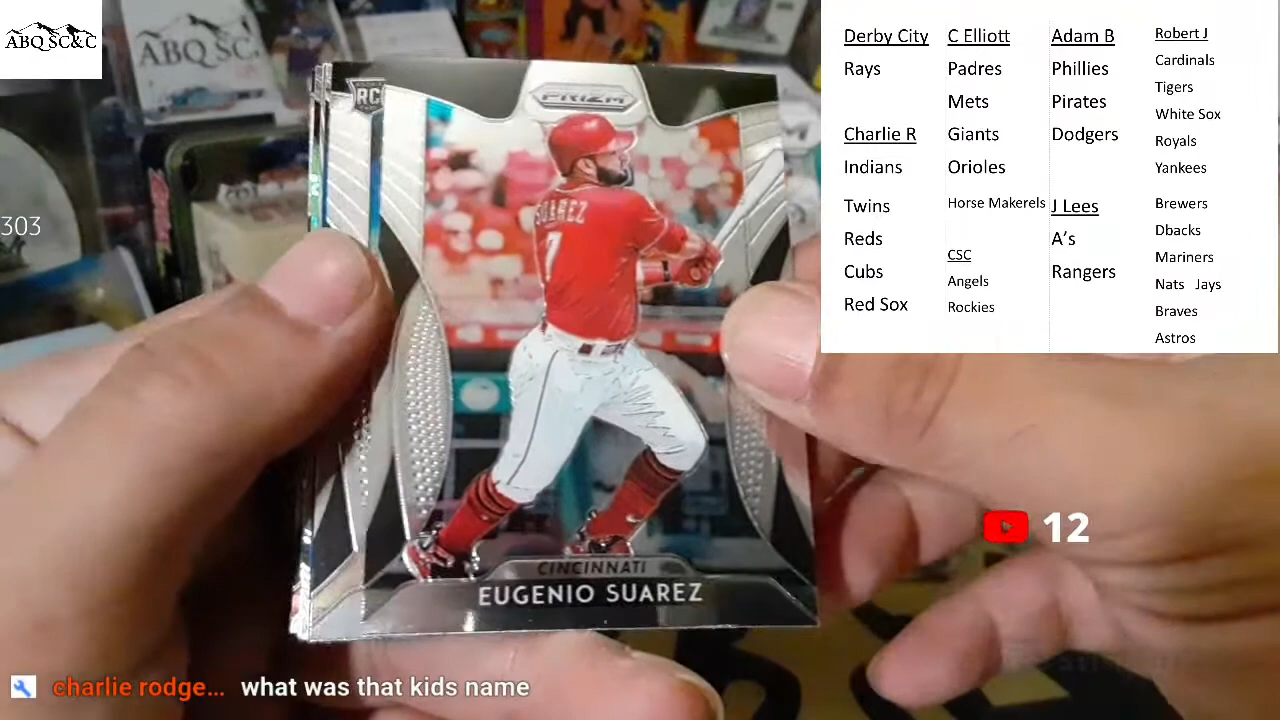 ABQ SC&C
ABQ SC
303
RC
PRIZM
SUAREZ
7
CINCINNATI
EUGENIO SUAREZ
Derby City
Rays
Charlie R
Indians
Twins
Reds
Cubs
Red Sox
C Elliott
Padres
Mets
Giants
Orioles
Horse Makerels
CSC
Angels
Rockies
Adam B
Phillies
Pirates
Dodgers
J Lees
A's
Rangers
Robert J
Cardinals
Tigers
White Sox
Royals
Yankees
Brewers
Dbacks
Mariners
Nats Jays
Braves
Astros
12
charlie rodge... what was that kids name